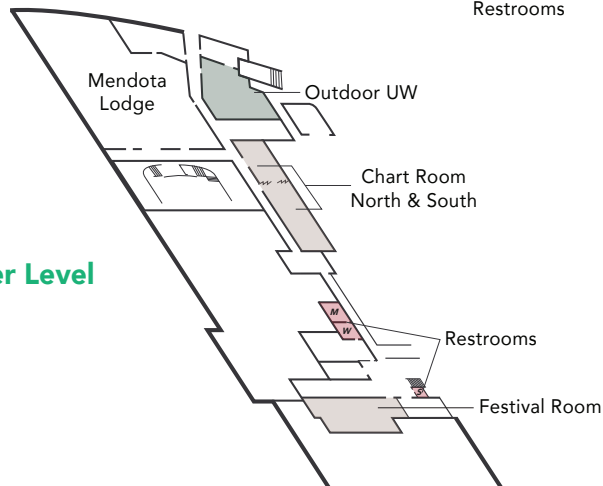 Restrooms
Mendota
Lodge
Outdoor UW
Chart Room
North & South
er Level
M
W
Restrooms
S
Festival Room